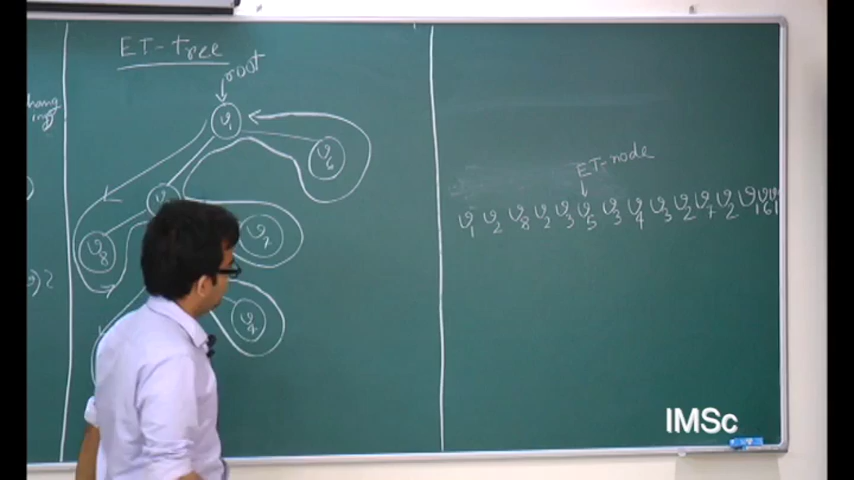 ET-tree
root
v₁
v₆
v₇
v₈
v₄
ET-node
v₁ v₂ v₈ v₂ v₃ v₅ v₃ v₄ v₃ v₂ v₇ v₂ v₁ v₆ v₁
IMSc